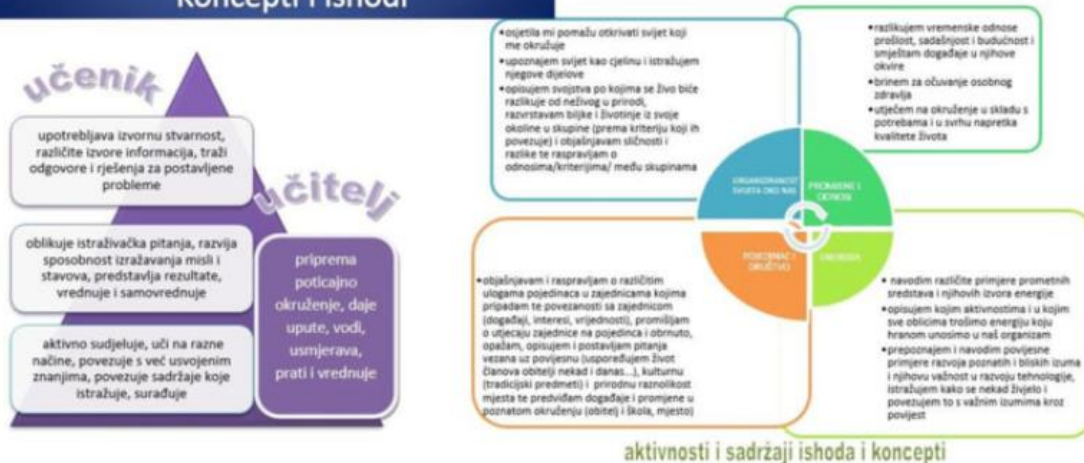 Koncepti i ishodi
učenik
upotrebljava izvornu stvarnost,
različite izvore informacija, traži
odgovore i rješenja za postavljene
probleme
oblikuje istraživačka pitanja, razvija
sposobnost izražavanja misli i
stavova, predstavlja rezultate,
vrednuje i samovrednuje
aktivno sudjeluje, uči na razne
načine, povezuje s već usvojenim
znanjima, povezuje sadržaje koje
istražuje, surađuje
učitelj
priprema
poticajno
okruženje, daje
upute, vodi,
usmjerava,
prati i vrednuje
•osjetila mi pomažu otkrivati svijet koji
me okružuje
•upoznajem svijet kao cjelinu i istražujem
njegove dijelove
•opisujem svojstva po kojima se živo biće
razlikuje od neživog u prirodi,
razvrstavam biljke i životinje iz svoje
okoline u skupine (prema kriteriju koji ih
povezuje) i objašnjavam sličnosti i
razlike te raspravljam o
odnosima/kriterijima/ među skupinama
•razlikujem vremenske odnose
prošlost, sadašnjost i budućnost i
smještam događaje u njihove
okvire
•brinem za očuvanje osobnog
zdravlja
•utječem na okruženje u skladu s
potrebama i u svrhu napretka
kvalitete života
ORGANIZIRANOST
SVIJETA OKO NAS
PROMJENE I
ODNOSI
POJEDINAC I
DRUŠTVO
ENERGIJA
•objašnjavam i raspravljam o različitim
ulogama pojedinaca u zajednicama kojima
pripadam te povezanosti sa zajednicom
(događaji, interesi, vrijednosti), promišljam
o utjecaju zajednice na pojedinca i obrnuto,
opažam, opisujem i postavljam pitanja
vezana uz povijesnu (uspoređujem život
članova obitelji nekad i danas...), kulturnu
(tradicijski predmeti) i prirodnu raznolikost
mjesta te predviđam događaje i promjene u
poznatom okruženju (obitelj i škola, mjesto)
• navodim različite primjere prometnih
sredstava i njihovih izvora energije
•opisujem kojim aktivnostima i u kojim
sve oblicima trošimo energiju koju
hranom unosimo u naš organizam
•prepoznajem i navodim povijesne
primjere razvoja poznatih i bliskih izuma
i njihovu važnost u razvoju tehnologije,
istražujem kako se nekad živjelo i
povezujem to s važnim izumima kroz
povijest
aktivnosti i sadržaji ishoda i koncepti